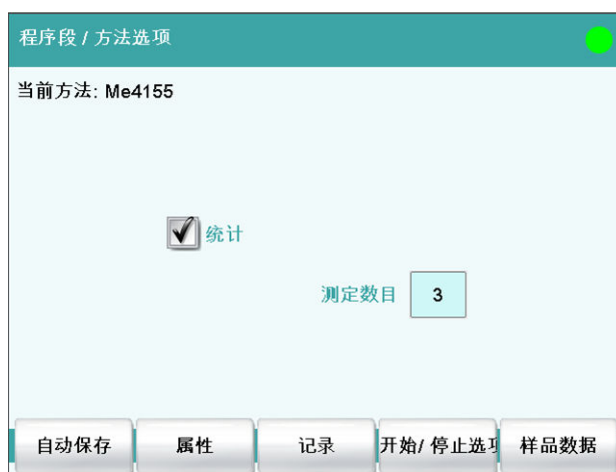 程序段 / 方法选项
当前方法: Me4155
统计
测定数目 3
自动保存 属性 记录 开始/ 停止选项 样品数据